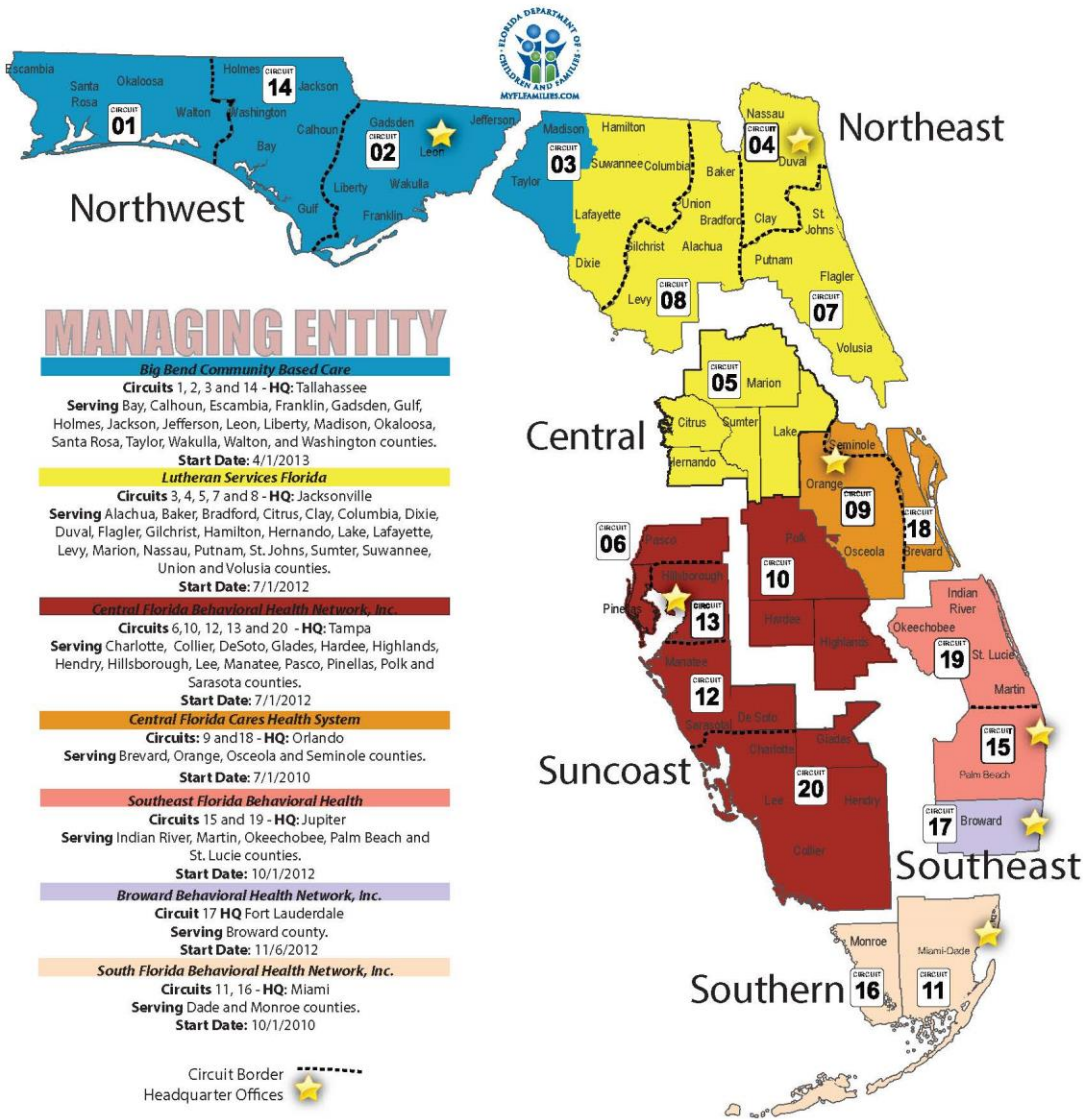 FLORIDA DEPARTMENT OF
CHILDREN AND FAMILIES
MYFLFAMILIES.COM
Escambia
Santa
Rosa
Okaloosa
Walton
CIRCUIT
01
Holmes
CIRCUIT
14
Jackson
Washington
Calhoun
Bay
Gulf
Gadsden
CIRCUIT
02
Leon
Jefferson
Liberty
Wakulla
Franklin
Northwest
Madison
CIRCUIT
03
Taylor
Hamilton
Suwannee
Columbia
Lafayette
Dixie
Baker
Union
Bradford
Gilchrist
Alachua
Levy
CIRCUIT
08
Nassau
CIRCUIT
04
Duval
Clay
St.
Johns
Putnam
Flagler
CIRCUIT
07
Volusia
Northeast
CIRCUIT
05
Marion
Citrus
Sumter
Lake
Hernando
Central
Seminole
Orange
CIRCUIT
09
Osceola
CIRCUIT
18
Brevard
CIRCUIT
06
Pasco
Hillsborough
Pinellas
CIRCUIT
13
Polk
CIRCUIT
10
Hardee
Highlands
Manatee
CIRCUIT
12
Sarasota
De Soto
Charlotte
Glades
CIRCUIT
20
Lee
Hendry
Collier
Suncoast
Indian
River
Okeechobee
CIRCUIT
19
St. Lucie
Martin
CIRCUIT
15
Palm Beach
CIRCUIT
17
Broward
Southeast
Monroe
CIRCUIT
16
Miami-Dade
CIRCUIT
11
Southern
MANAGING ENTITY
Big Bend Community Based Care
Circuits 1, 2, 3 and 14 - HQ: Tallahassee
Serving Bay, Calhoun, Escambia, Franklin, Gadsden, Gulf,
Holmes, Jackson, Jefferson, Leon, Liberty, Madison, Okaloosa,
Santa Rosa, Taylor, Wakulla, Walton, and Washington counties.
Start Date: 4/1/2013
Lutheran Services Florida
Circuits 3, 4, 5, 7 and 8 - HQ: Jacksonville
Serving Alachua, Baker, Bradford, Citrus, Clay, Columbia, Dixie,
Duval, Flagler, Gilchrist, Hamilton, Hernando, Lake, Lafayette,
Levy, Marion, Nassau, Putnam, St. Johns, Sumter, Suwannee,
Union and Volusia counties.
Start Date: 7/1/2012
Central Florida Behavioral Health Network, Inc.
Circuits 6,10, 12, 13 and 20 - HQ: Tampa
Serving Charlotte, Collier, DeSoto, Glades, Hardee, Highlands,
Hendry, Hillsborough, Lee, Manatee, Pasco, Pinellas, Polk and
Sarasota counties.
Start Date: 7/1/2012
Central Florida Cares Health System
Circuits: 9 and 18 - HQ: Orlando
Serving Brevard, Orange, Osceola and Seminole counties.
Start Date: 7/1/2010
Southeast Florida Behavioral Health
Circuits 15 and 19 - HQ: Jupiter
Serving Indian River, Martin, Okeechobee, Palm Beach and
St. Lucie counties.
Start Date: 10/1/2012
Broward Behavioral Health Network, Inc.
Circuit 17 HQ Fort Lauderdale
Serving Broward county.
Start Date: 11/6/2012
South Florida Behavioral Health Network, Inc.
Circuits 11, 16 - HQ: Miami
Serving Dade and Monroe counties.
Start Date: 10/1/2010
Circuit Border
Headquarter Offices